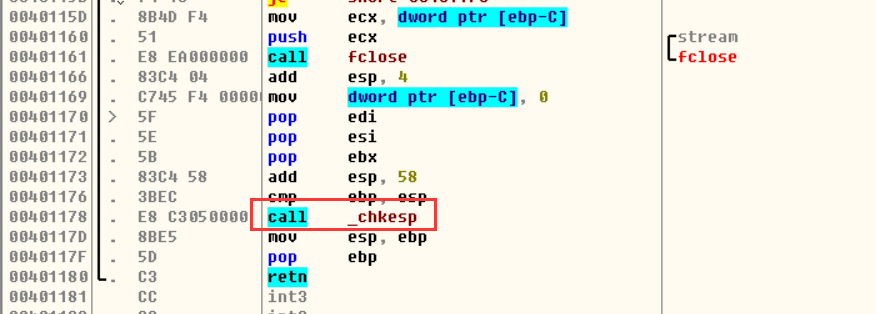 0040115D . 8B4D F4 mov ecx, dword ptr [ebp-C]
00401160 . 51 push ecx stream
00401161 . E8 EA000000 call fclose fclose
00401166 . 83C4 04 add esp, 4
00401169 . C745 F4 0000 mov dword ptr [ebp-C], 0
00401170 > 5F pop edi
00401171 . 5E pop esi
00401172 . 5B pop ebx
00401173 . 83C4 58 add esp, 58
00401176 . 3BEC cmp ebp, esp
00401178 . E8 C3050000 call _chkesp
0040117D . 8BE5 mov esp, ebp
0040117F . 5D pop ebp
00401180 . C3 retn
00401181 CC int3